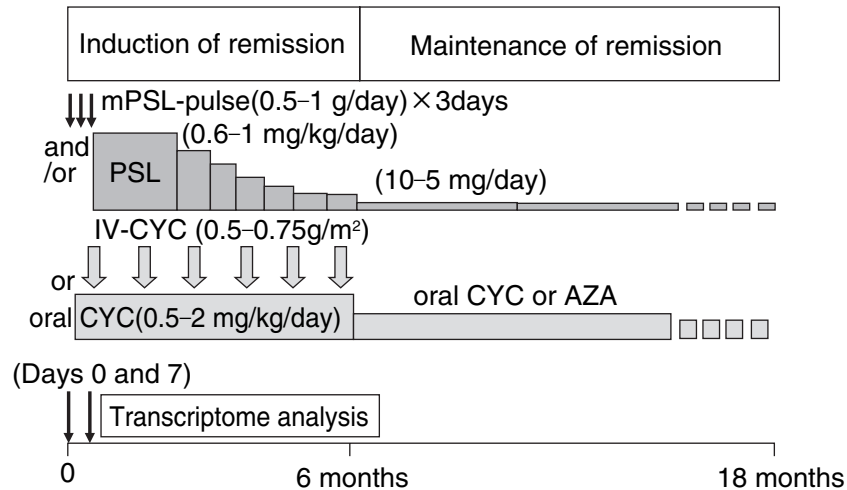 Induction of remission
Maintenance of remission
mPSL-pulse(0.5–1 g/day)×3days
and
/or
PSL
(0.6–1 mg/kg/day)
(10–5 mg/day)
IV-CYC (0.5–0.75g/m²)
or
oral
CYC(0.5–2 mg/kg/day)
oral CYC or AZA
(Days 0 and 7)
Transcriptome analysis
0
6 months
18 months